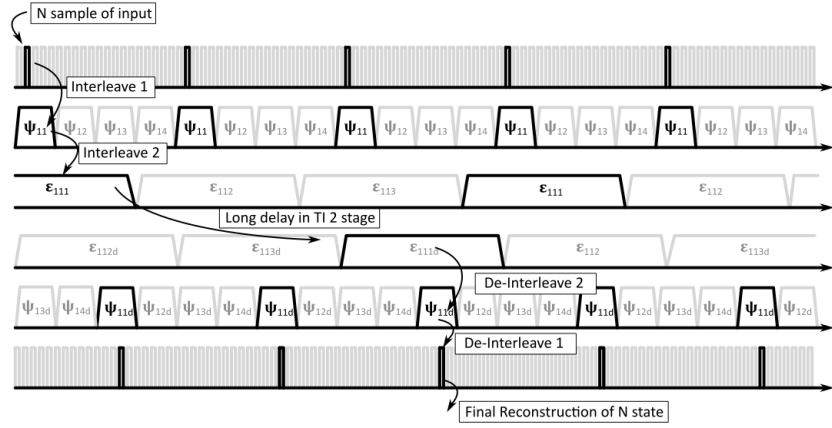 N sample of input
Interleave 1
Ψ11 Ψ12 Ψ13 Ψ14 Ψ11 Ψ12 Ψ13 Ψ14 Ψ11 Ψ12 Ψ13 Ψ14 Ψ11 Ψ12 Ψ13 Ψ14 Ψ11 Ψ12 Ψ13 Ψ14
Interleave 2
ε111 ε112 ε113 ε111 ε112
Long delay in TI 2 stage
ε112d ε113d ε111d ε112 ε113d
De-Interleave 2
Ψ13d Ψ14d Ψ11d Ψ12d Ψ13d Ψ14d Ψ11d Ψ12d Ψ13d Ψ14d Ψ11d Ψ12d Ψ13d Ψ14d Ψ11d Ψ12d Ψ13d Ψ14d Ψ11d Ψ12d
De-Interleave 1
Final Reconstruction of N state